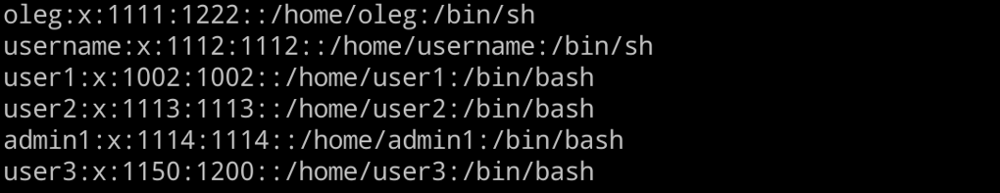 oleg:x:1111:1222::/home/oleg:/bin/sh
username:x:1112:1112::/home/username:/bin/sh
user1:x:1002:1002::/home/user1:/bin/bash
user2:x:1113:1113::/home/user2:/bin/bash
admin1:x:1114:1114::/home/admin1:/bin/bash
user3:x:1150:1200::/home/user3:/bin/bash